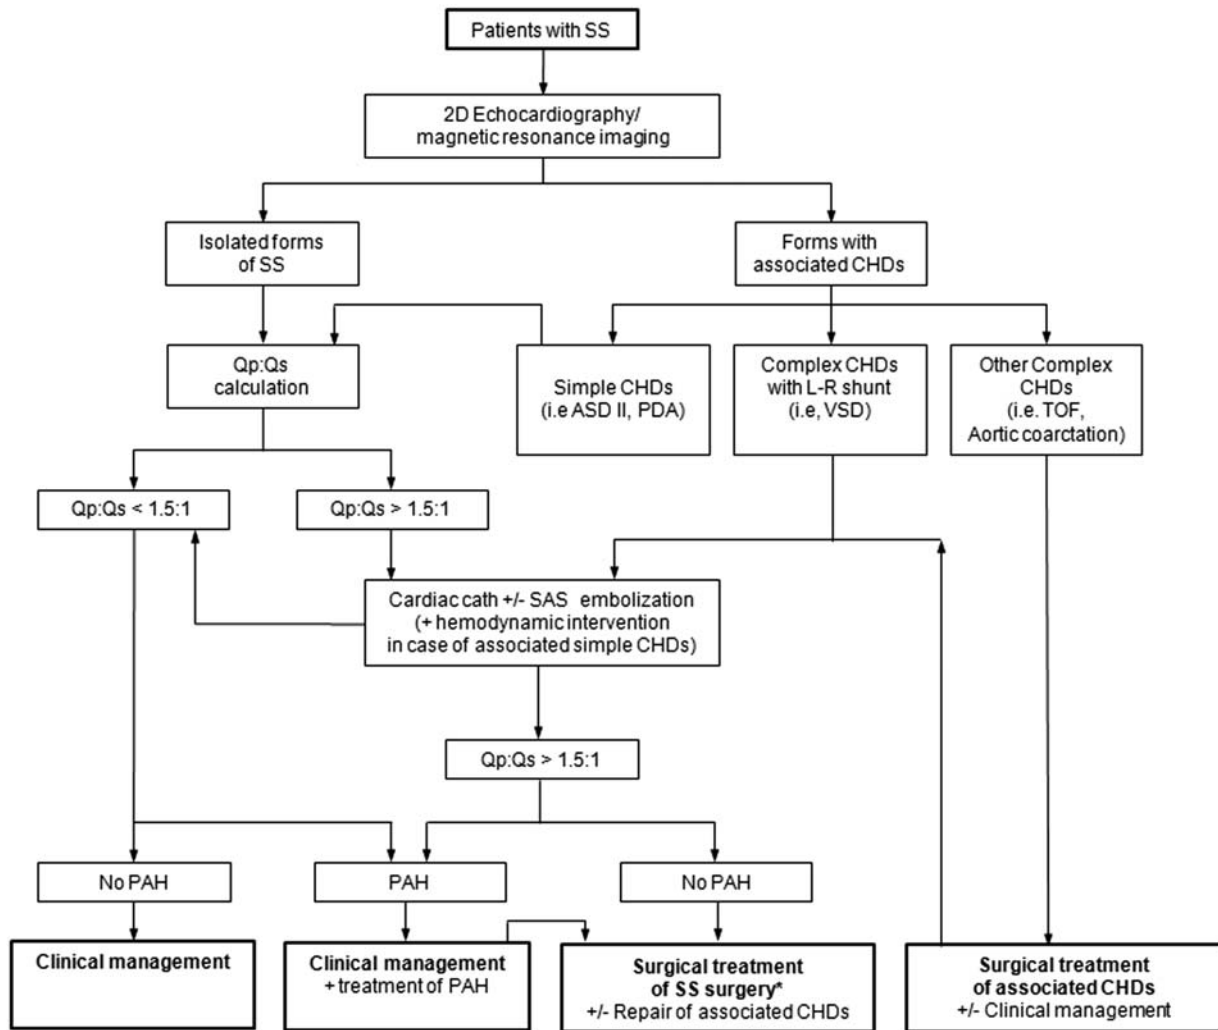 Patients with SS
2D Echocardiography/
magnetic resonance imaging
Isolated forms
of SS
Forms with
associated CHDs
Qp:Qs
calculation
Simple CHDs
(i.e ASD II, PDA)
Complex CHDs
with L-R shunt
(i.e, VSD)
Other Complex
CHDs
(i.e. TOF,
Aortic coarctation)
Qp:Qs < 1.5:1
Qp:Qs > 1.5:1
Cardiac cath +/- SAS embolization
(+ hemodynamic intervention
in case of associated simple CHDs)
Qp:Qs > 1.5:1
No PAH
PAH
No PAH
Clinical management
Clinical management
+ treatment of PAH
Surgical treatment
of SS surgery*
+/- Repair of associated CHDs
Surgical treatment
of associated CHDs
+/- Clinical management